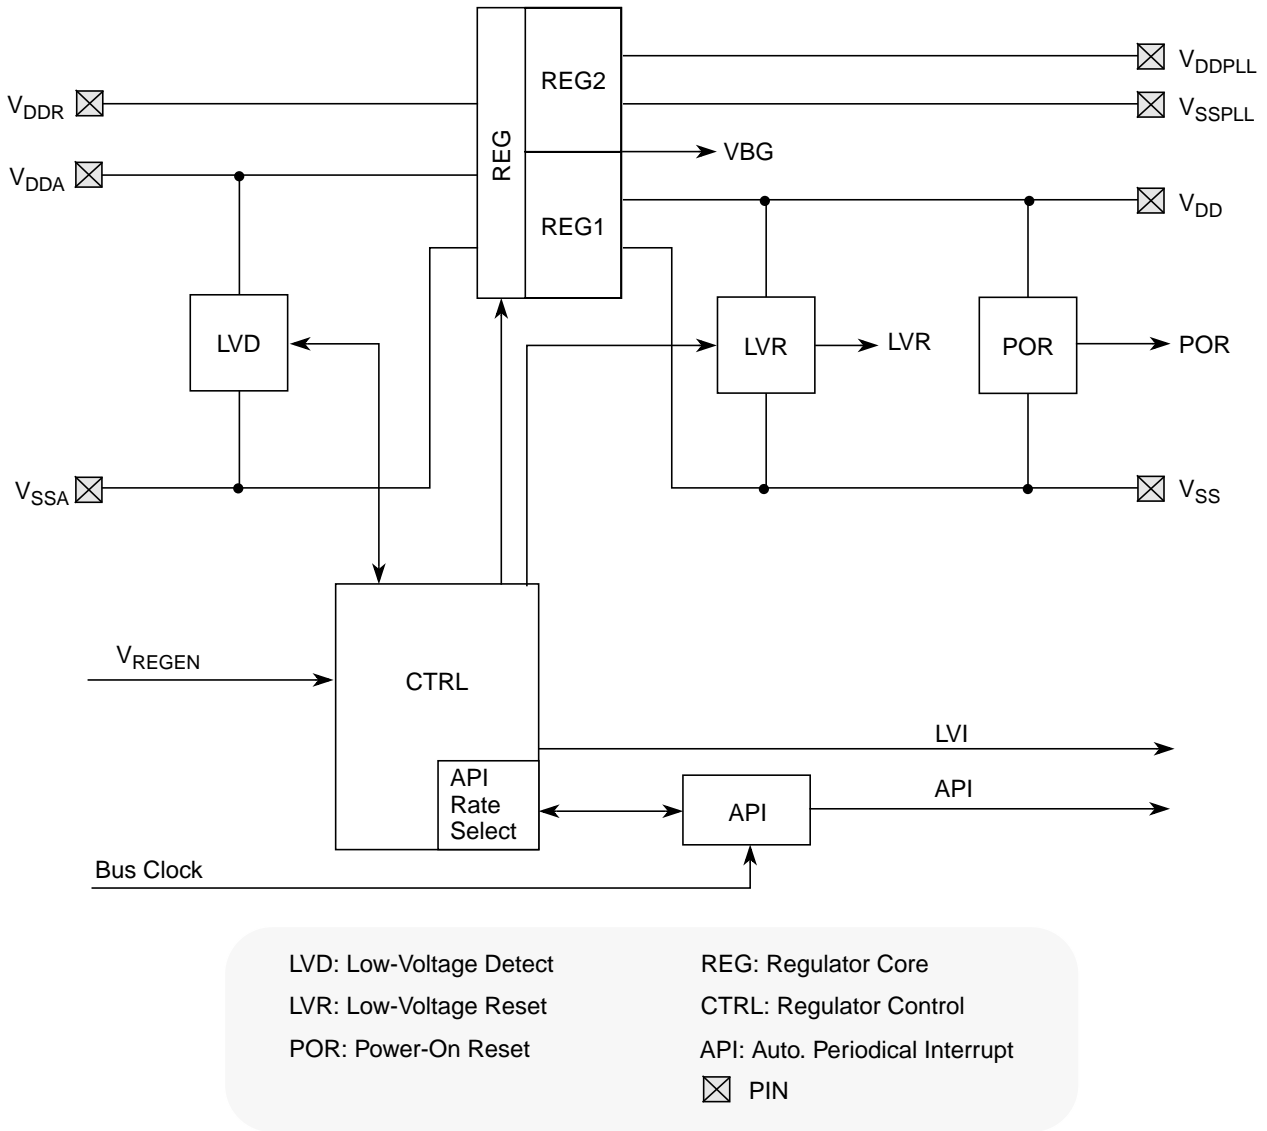 REG2
VDDPLL
VDDR
VSSPLL
REG
VBG
VDDA
VDD
REG1
LVD
LVR
LVR
POR
POR
VSSA
VSS
VREGEN
CTRL
LVI
API
Rate
Select
API
API
Bus Clock
LVD: Low-Voltage Detect
LVR: Low-Voltage Reset
POR: Power-On Reset
REG: Regulator Core
CTRL: Regulator Control
API: Auto. Periodical Interrupt
PIN